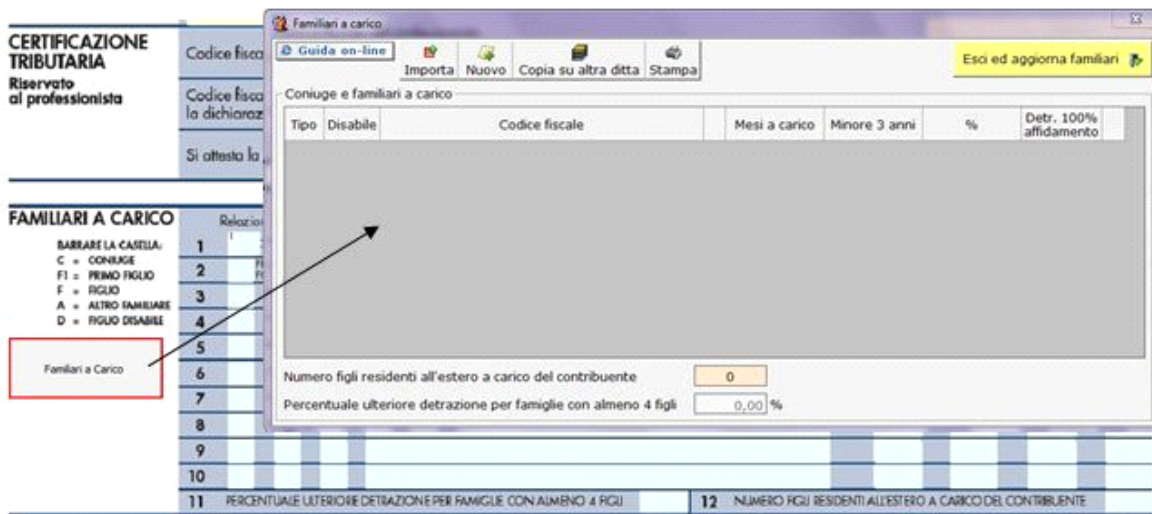 CERTIFICAZIONE
TRIBUTARIA
Riservato
al professionista
Codice fisca
Codice fisca
la dichiaraz
Si attesta la
Familiari a carico
Guida on-line
Importa Nuovo Copia su altra ditta Stampa
Esci ed aggiorna familiari
Coniuge e familiari a carico
Tipo Disabile Codice fiscale Mesi a carico Minore 3 anni % Detr. 100% affidamento
Numero figli residenti all'estero a carico del contribuente 0
Percentuale ulteriore detrazione per famiglie con almeno 4 figli 0,00 %
FAMILIARI A CARICO
Relazio
BARRARE LA CASELLA:
C = CONIUGE
F1 = PRIMO FIGLIO
F = FIGLIO
A = ALTRO FAMILIARE
D = FIGLIO DISABILE
Familiari a Carico
1
2
3
4
5
6
7
8
9
10
11 PERCENTUALE ULTERIORE DETRAZIONE PER FAMIGLIE CON ALMENO 4 FIGLI
12 NUMERO FIGLI RESIDENTI ALL'ESTERO A CARICO DEL CONTRIBUENTE